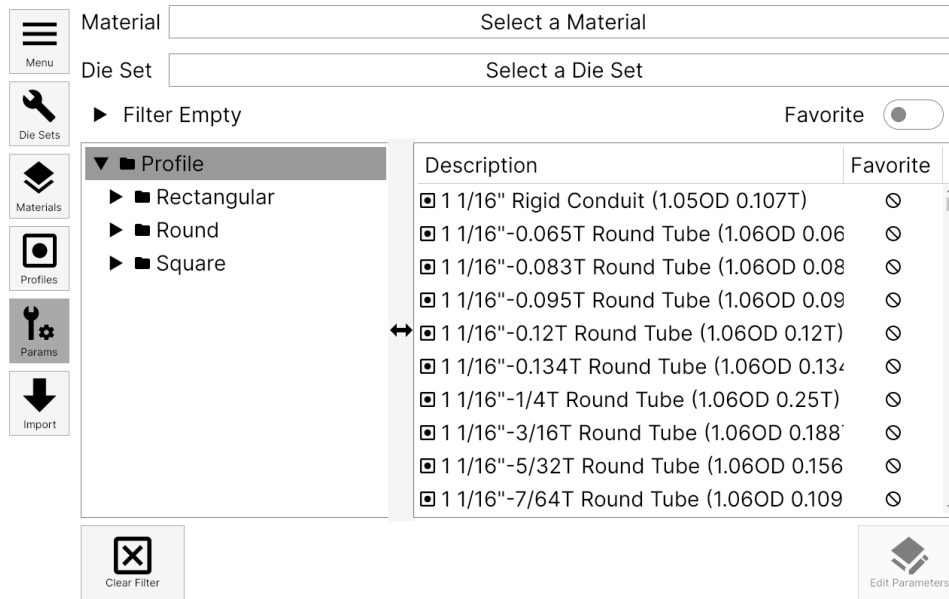 Menu
Die Sets
Materials
Profiles
Params
Import
Material
Select a Material
Die Set
Select a Die Set
Filter Empty
Favorite
Profile
Rectangular
Round
Square
Description Favorite
1 1/16" Rigid Conduit (1.05OD 0.107T)
1 1/16"-0.065T Round Tube (1.06OD 0.06
1 1/16"-0.083T Round Tube (1.06OD 0.08
1 1/16"-0.095T Round Tube (1.06OD 0.09
1 1/16"-0.12T Round Tube (1.06OD 0.12T)
1 1/16"-0.134T Round Tube (1.06OD 0.134
1 1/16"-1/4T Round Tube (1.06OD 0.25T)
1 1/16"-3/16T Round Tube (1.06OD 0.188
1 1/16"-5/32T Round Tube (1.06OD 0.156
1 1/16"-7/64T Round Tube (1.06OD 0.109
Clear Filter
Edit Parameters